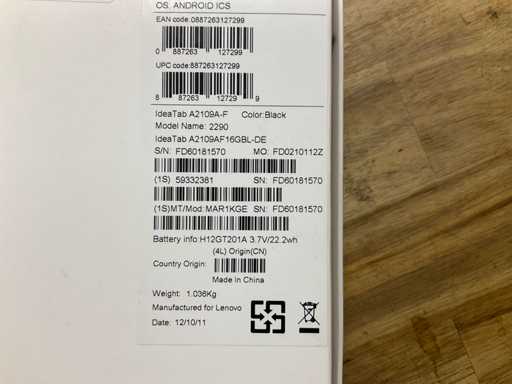 OS. ANDROID ICS
EAN code:0887263127299
0 887263 127299
UPC code:887263127299
8 87263 12729 9
IdeaTab A2109A-F Color:Black
Model Name: 2290
IdeaTab A2109AF16GBL-DE
S/N: FD60181570 MO: FD0210112Z
(1S) 59332381 SN: FD60181570
(1S)MT/Mod: MAR1KGE SN: FD60181570
Battery info:H12GT201A 3.7V/22.2wh
(4L) Origin(CN)
Country Origin:
Made in China
Weight: 1.036Kg
Manufactured for Lenovo
Date: 12/10/11